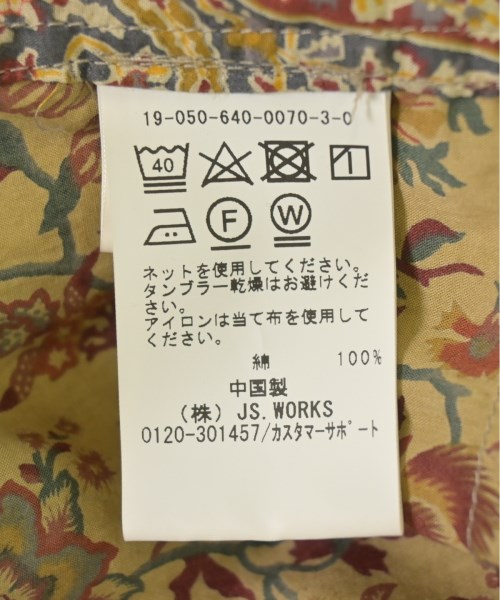 19-050-640-0070-3-0
40
F W
ネットを使用してください。
タンブラー乾燥はお避けくだ
さい。
アイロンは当て布を使用して
ください。
綿 100%
中国製
(株) JS.WORKS
0120-301457/カスタマーサポート